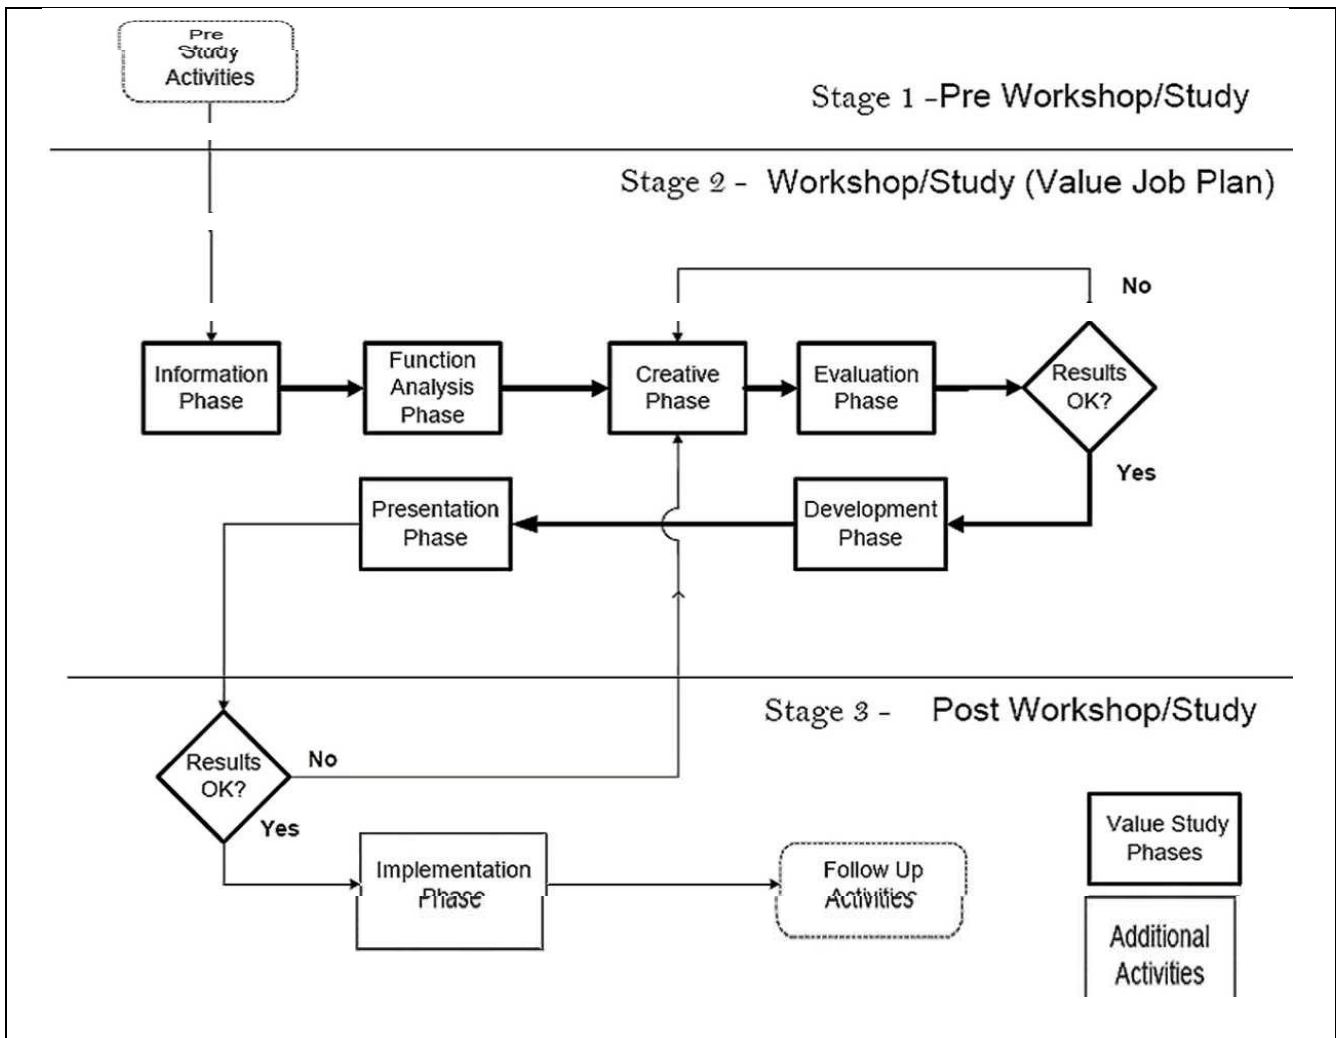 Pre
Study
Activities
Stage 1 -Pre Workshop/Study
Stage 2 - Workshop/Study (Value Job Plan)
No
Information
Phase
Function
Analysis
Phase
Creative
Phase
Evaluation
Phase
Results
OK?
Yes
Presentation
Phase
Development
Phase
Stage 3 - Post Workshop/Study
Results
OK?
No
Yes
Implementation
Phase
Follow Up
Activities
Value Study
Phases
Additional
Activities